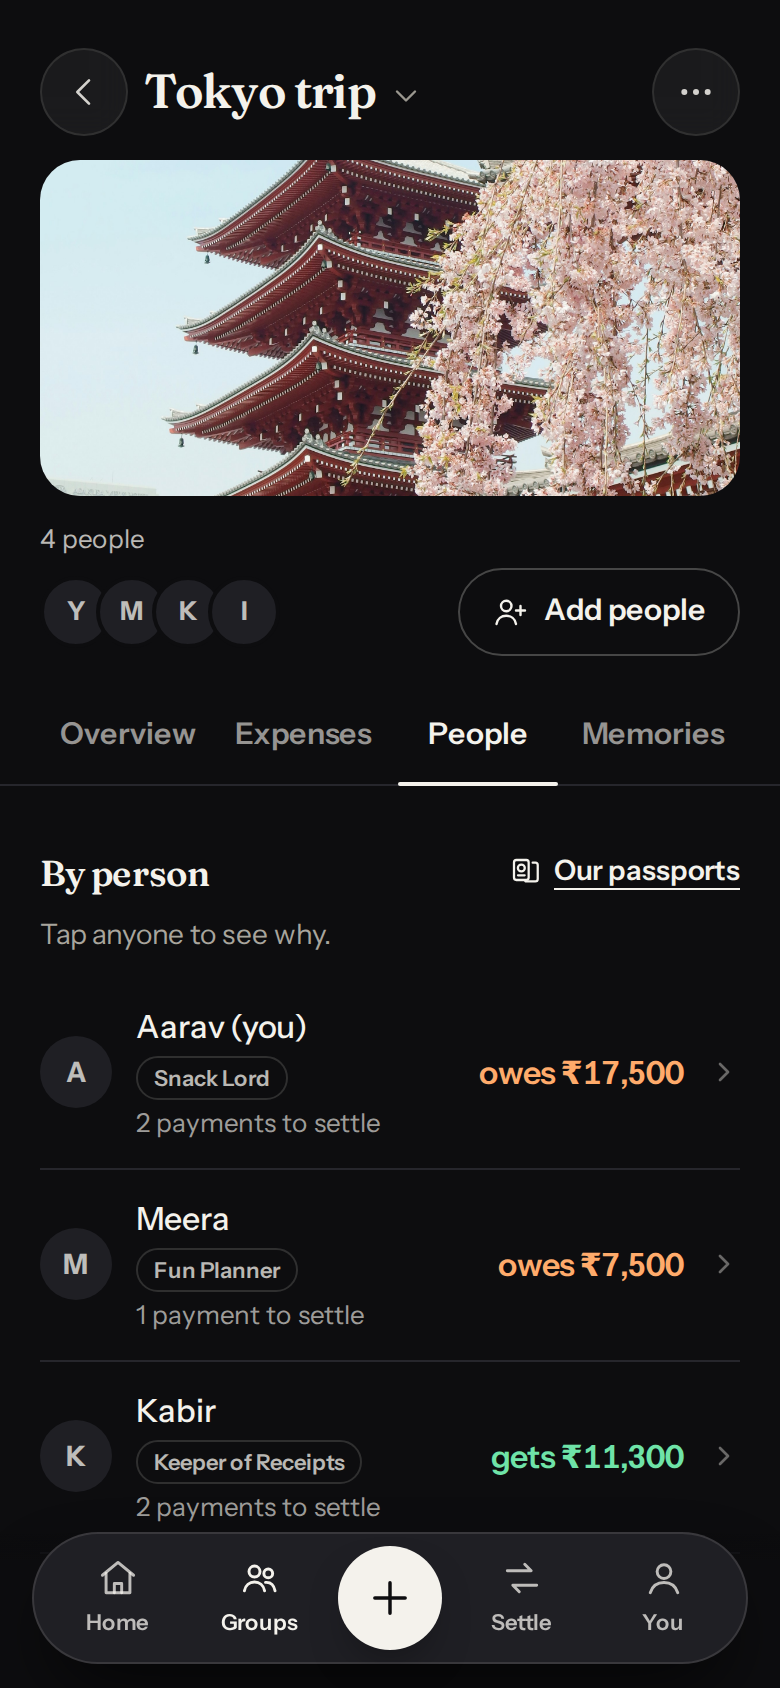 Tokyo trip
4 people
Y M K I
Add people
Overview Expenses People Memories
By person
Our passports
Tap anyone to see why.
A
Aarav (you)
Snack Lord
2 payments to settle
owes ₹17,500
M
Meera
Fun Planner
1 payment to settle
owes ₹7,500
K
Kabir
Keeper of Receipts
2 payments to settle
gets ₹11,300
Home Groups Settle You